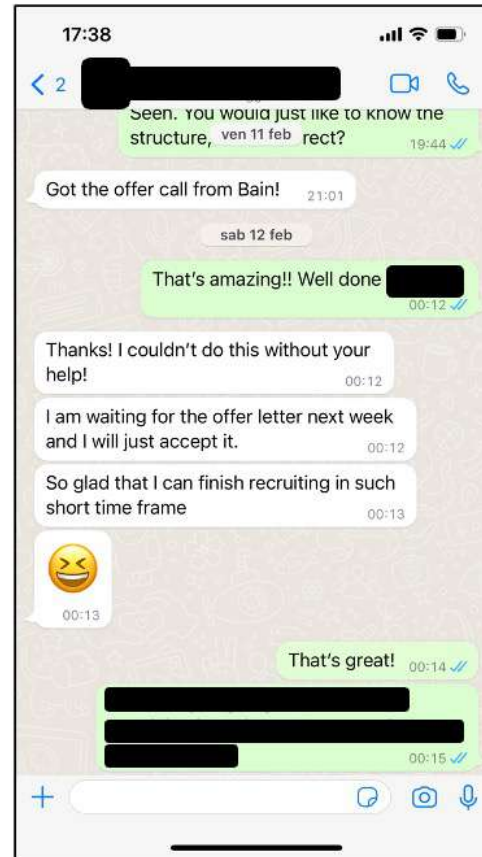 17:38
2
Seen. You would just like to know the
structure, rect?
ven 11 feb
19:44
Got the offer call from Bain!
21:01
sab 12 feb
That's amazing!! Well done
00:12
Thanks! I couldn't do this without your
help!
00:12
I am waiting for the offer letter next week
and I will just accept it.
00:12
So glad that I can finish recruiting in such
short time frame
00:13
00:13
That's great!
00:14
00:15